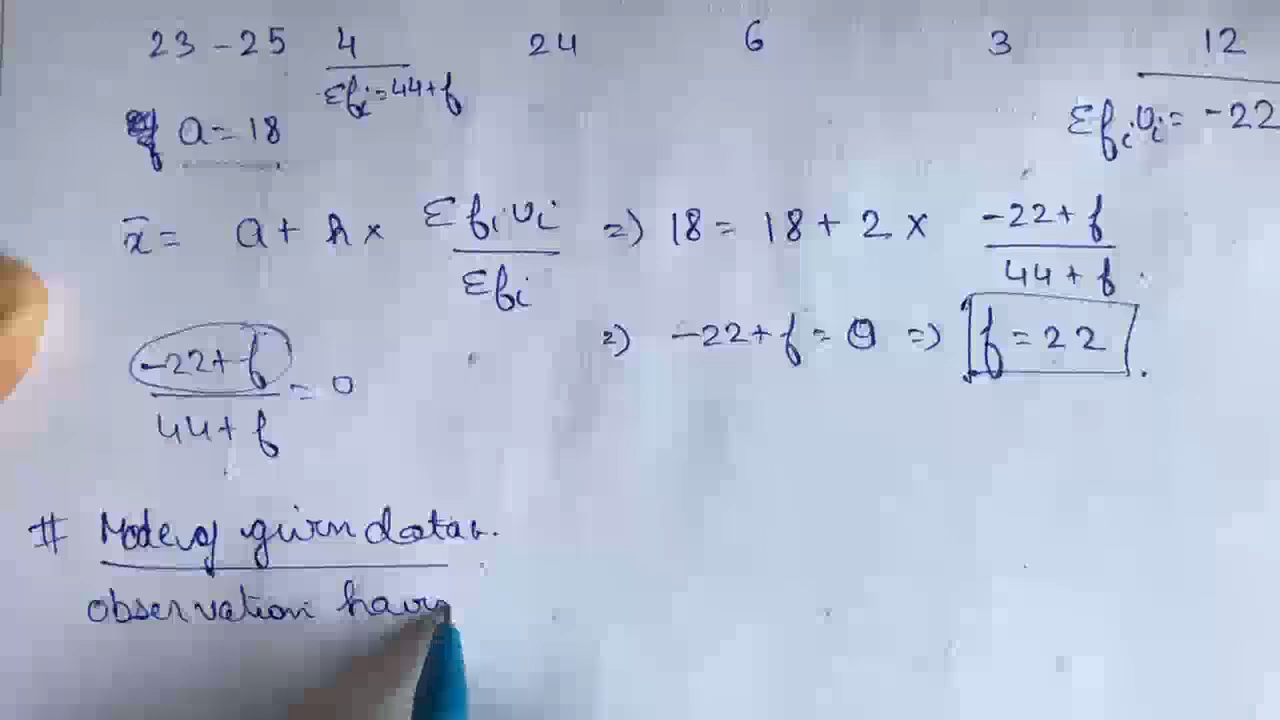 23 - 25 4 24 6 3 12
Σfi = 44+f
a = 18
Σfiui = -22
x̄ = a + h × Σfiui / Σfi => 18 = 18 + 2 × -22 + f / 44 + f
=> -22 + f = 0 => f = 22
-22 + f / 44 + f = 0
# Mode of given data.
observation